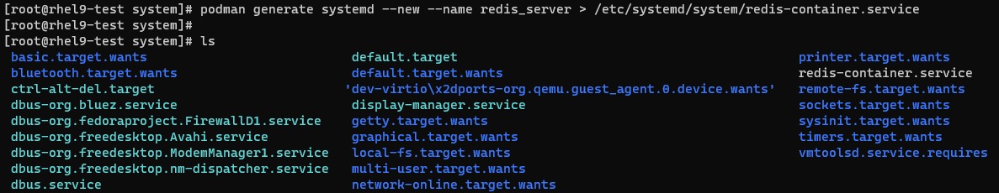 [root@rhel9-test system]# podman generate systemd --new --name redis_server > /etc/systemd/system/redis-container.service
[root@rhel9-test system]#
[root@rhel9-test system]# ls
basic.target.wants default.target printer.target.wants
bluetooth.target.wants default.target.wants redis-container.service
ctrl-alt-del.target 'dev-virtio\x2dports-org.qemu.guest_agent.0.device.wants' remote-fs.target.wants
dbus-org.bluez.service display-manager.service sockets.target.wants
dbus-org.fedoraproject.FirewallD1.service getty.target.wants sysinit.target.wants
dbus-org.freedesktop.Avahi.service graphical.target.wants timers.target.wants
dbus-org.freedesktop.ModemManager1.service local-fs.target.wants vmtoolsd.service.requires
dbus-org.freedesktop.nm-dispatcher.service multi-user.target.wants
dbus.service network-online.target.wants